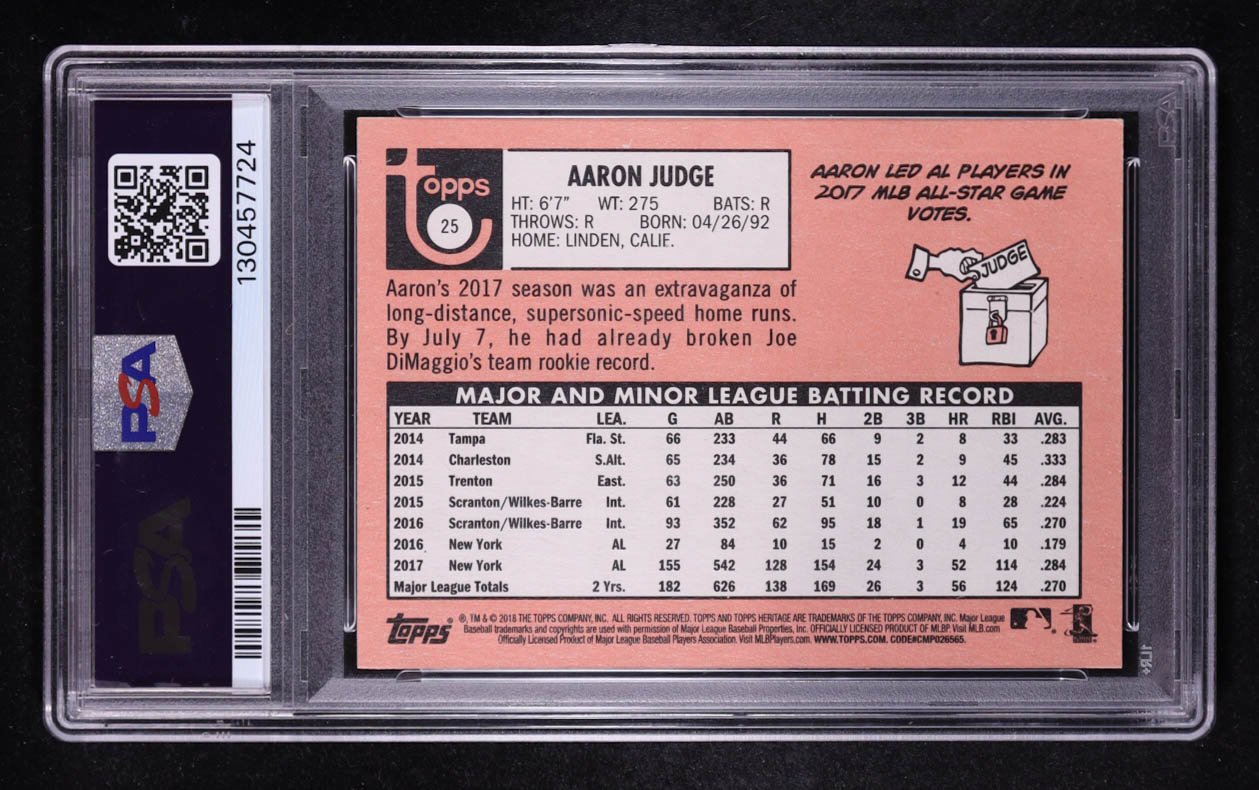 130457724
PSA
PSA
PSA
Topps
25
AARON JUDGE
HT: 6'7" WT: 275 BATS: R
THROWS: R BORN: 04/26/92
HOME: LINDEN, CALIF.
AARON LED AL PLAYERS IN
2017 MLB ALL-STAR GAME
VOTES.
JUDGE
Aaron's 2017 season was an extravaganza of
long-distance, supersonic-speed home runs.
By July 7, he had already broken Joe
DiMaggio's team rookie record.
MAJOR AND MINOR LEAGUE BATTING RECORD
YEAR TEAM LEA. G AB R H 2B 3B HR RBI AVG.
2014 Tampa Fla. St. 66 233 44 66 9 2 8 33 .283
2014 Charleston S.Alt. 65 234 36 78 15 2 9 45 .333
2015 Trenton East. 63 250 36 71 16 3 12 44 .284
2015 Scranton/Wilkes-Barre Int. 61 228 27 51 10 0 8 28 .224
2016 Scranton/Wilkes-Barre Int. 93 352 62 95 18 1 19 65 .270
2016 New York AL 27 84 10 15 2 0 4 10 .179
2017 New York AL 155 542 128 154 24 3 52 114 .284
Major League Totals 2 Yrs. 182 626 138 169 26 3 56 124 .270
Topps
®, TM & © 2018 THE TOPPS COMPANY, INC. ALL RIGHTS RESERVED. TOPPS AND TOPPS HERITAGE ARE TRADEMARKS OF THE TOPPS COMPANY, INC. Major League
Baseball trademarks and copyrights are used with permission of Major League Baseball Properties, Inc. OFFICIALLY LICENSED PRODUCT OF MLBP. Visit MLB.com
Officially Licensed Product of Major League Baseball Players Association. Visit MLBPlayers.com. WWW.TOPPS.COM. CODE#CMP026565.
1LR+